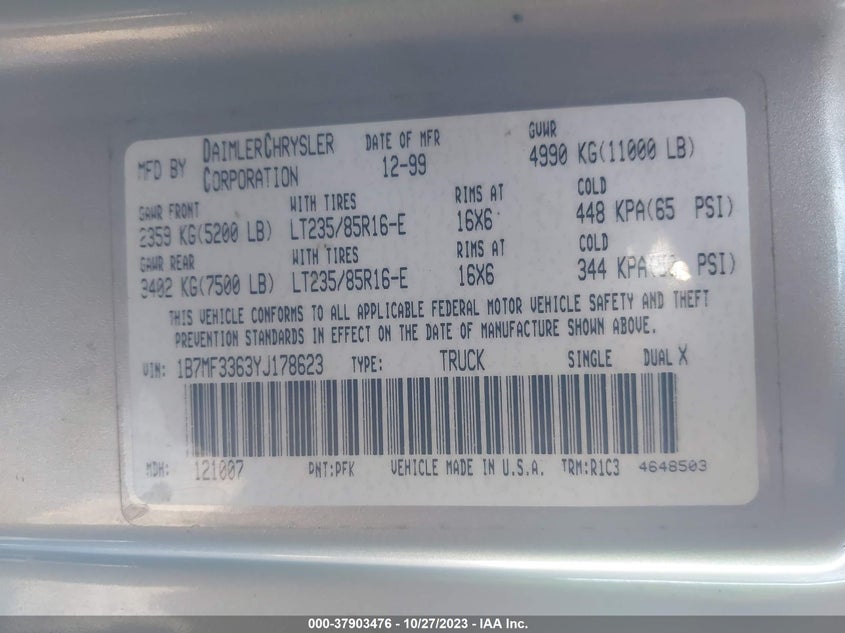 MFD BY DAIMLERCHRYSLER CORPORATION DATE OF MFR 12-99 GVWR 4990 KG(11000 LB)
GAWR FRONT WITH TIRES RIMS AT COLD
2359 KG(5200 LB) LT235/85R16-E 16X6 448 KPA(65 PSI)
GAWR REAR WITH TIRES RIMS AT COLD
3402 KG(7500 LB) LT235/85R16-E 16X6 344 KPA( PSI)
THIS VEHICLE CONFORMS TO ALL APPLICABLE FEDERAL MOTOR VEHICLE SAFETY AND THEFT
PREVENTION STANDARDS IN EFFECT ON THE DATE OF MANUFACTURE SHOWN ABOVE.
VIN: 1B7MF3363YJ178623 TYPE: TRUCK SINGLE DUAL X
MDH: 121007 PNT:PFK VEHICLE MADE IN U.S.A. TRM:R1C3 4648503
000-37903476 - 10/27/2023 - IAA Inc.